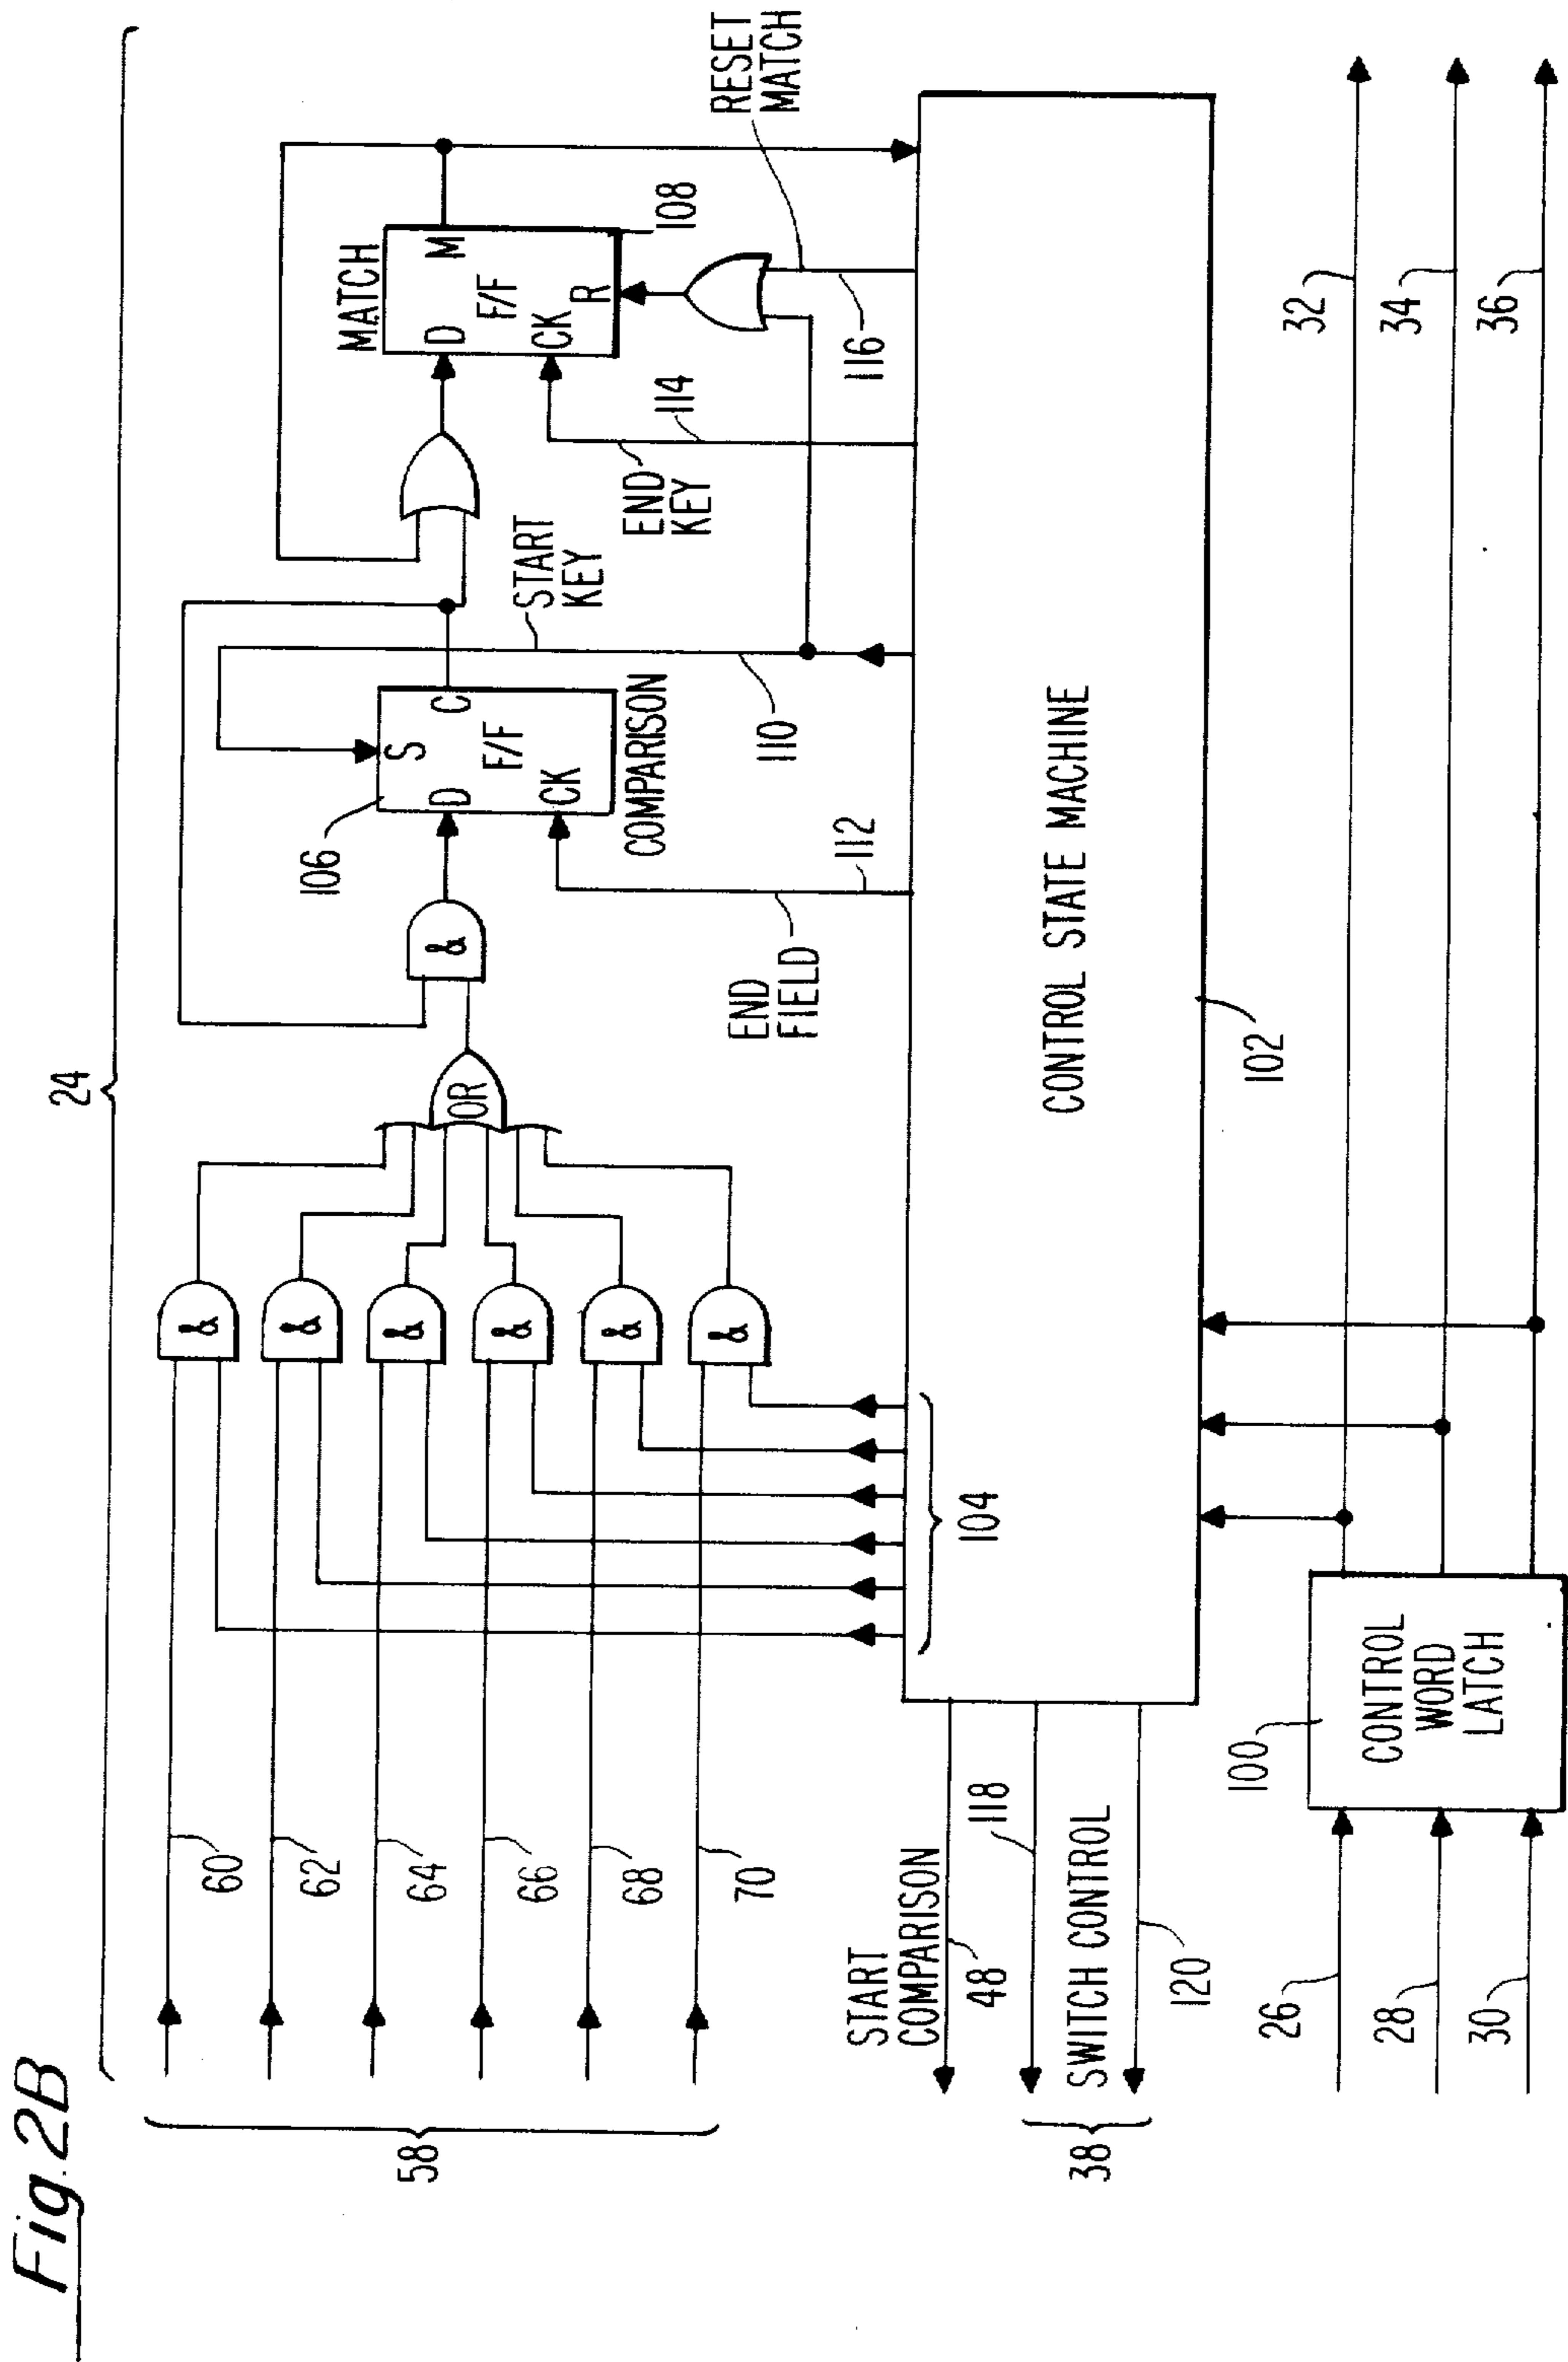 Fig. 2B
24
58
60
62
64
66
68
70
&
&
&
&
&
&
OR
&
106
S
D
C
F/F
CK
COMPARISON
MATCH
D
M
F/F
CK
R
108
START
KEY
END
KEY
RESET
MATCH
END
FIELD
112
110
114
116
104
START
COMPARISON
48
118
SWITCH CONTROL
120
38
CONTROL STATE MACHINE
102
100
CONTROL
WORD
LATCH
26
28
30
32
34
36